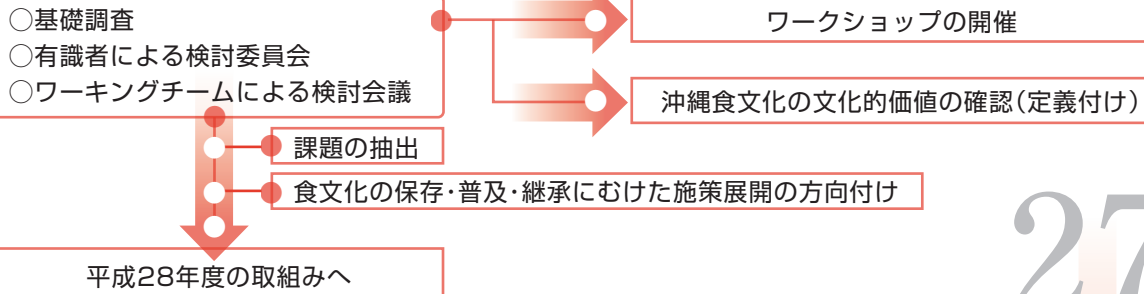 ○基礎調査
○有識者による検討委員会
○ワーキングチームによる検討会議
ワークショップの開催
沖縄食文化の文化的価値の確認(定義付け)
課題の抽出
食文化の保存・普及・継承にむけた施策展開の方向付け
平成28年度の取組みへ
27